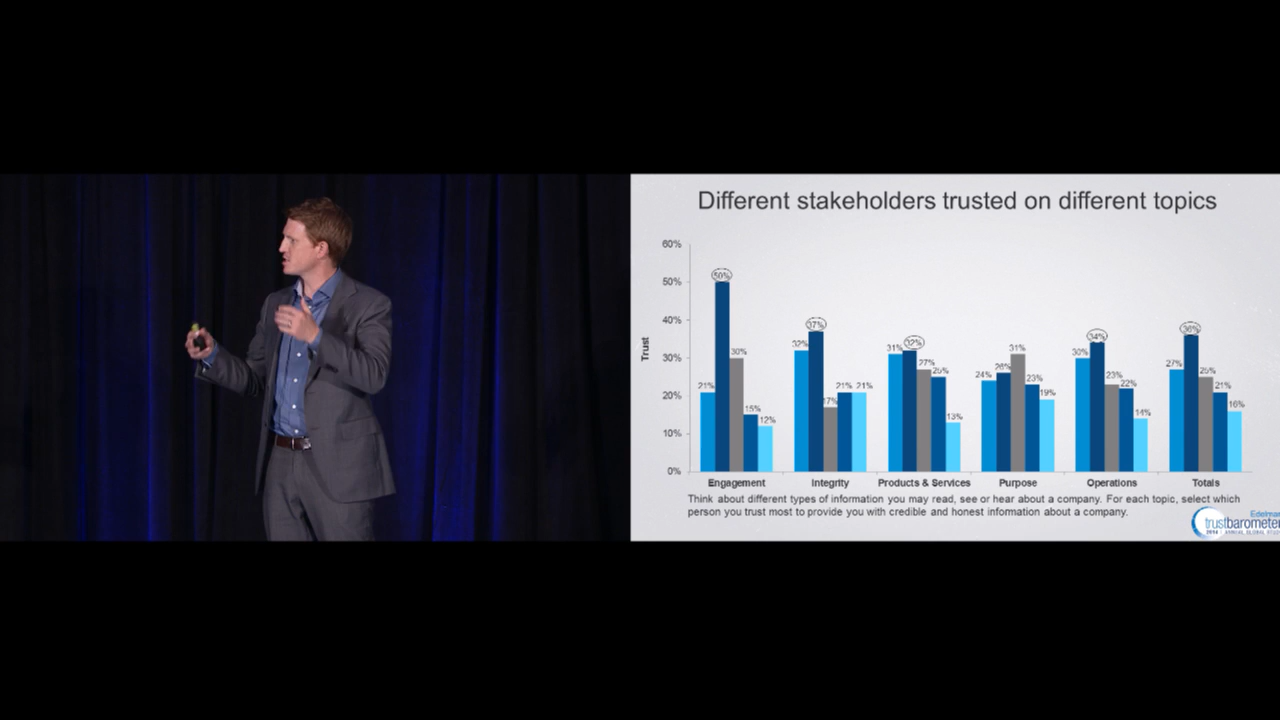 Different stakeholders trusted on different topics
60%
50%
40%
30%
20%
10%
0%
Trust
21%
50%
30%
15%
12%
32%
37%
17%
21%
21%
31%
32%
27%
25%
13%
24%
26%
31%
23%
19%
30%
34%
23%
22%
14%
27%
36%
25%
21%
16%
Engagement
Integrity
Products & Services
Purpose
Operations
Totals
Think about different types of information you may read, see or hear about a company. For each topic, select which
person you trust most to provide you with credible and honest information about a company.
Edelman
trustbarometer
2014 ANNUAL GLOBAL STUDY